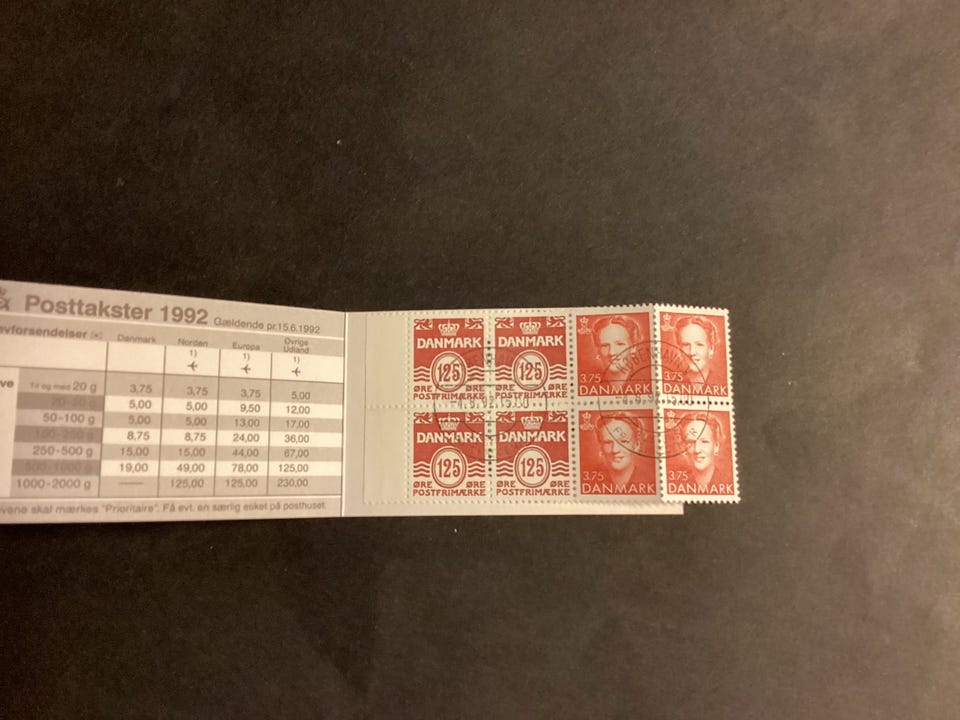 Posttakster 1992 Gældende pr.15.6.1992
Danmark Norden Europa Øvrige Udland
1) 1) 1)
Til og med 20 g 3,75 3,75 3,75 5,00
5,00 5,00 9,50 12,00
50-100 g 5,00 5,00 13,00 17,00
8,75 8,75 24,00 36,00
250-500 g 15,00 15,00 44,00 67,00
19,00 49,00 78,00 125,00
1000-2000 g —— 125,00 125,00 230,00
skal mærkes "Prioritaire". Få evt. en særlig etiket på posthuset.
DANMARK
125
ØRE ØRE
POSTFRIMÆRKE
DANMARK
125
ØRE ØRE
POSTFRIMÆRKE
3.75
DANMARK
3.75
DANMARK
DANMARK
125
ØRE ØRE
POSTFRIMÆRKE
DANMARK
125
ØRE ØRE
POSTFRIMÆRKE
3.75
DANMARK
3.75
DANMARK
KØBENHAVN